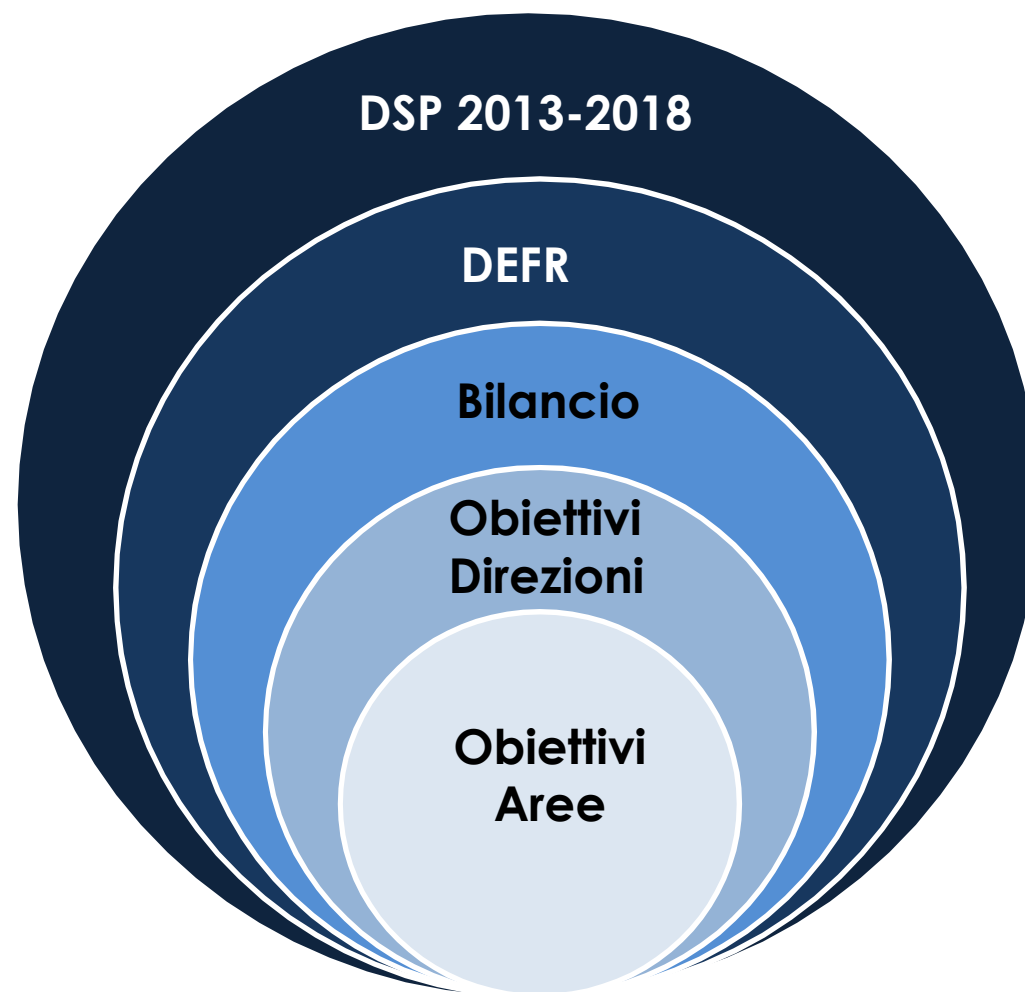 DSP 2013-2018
DEFR
Bilancio
Obiettivi
Direzioni
Obiettivi
Aree